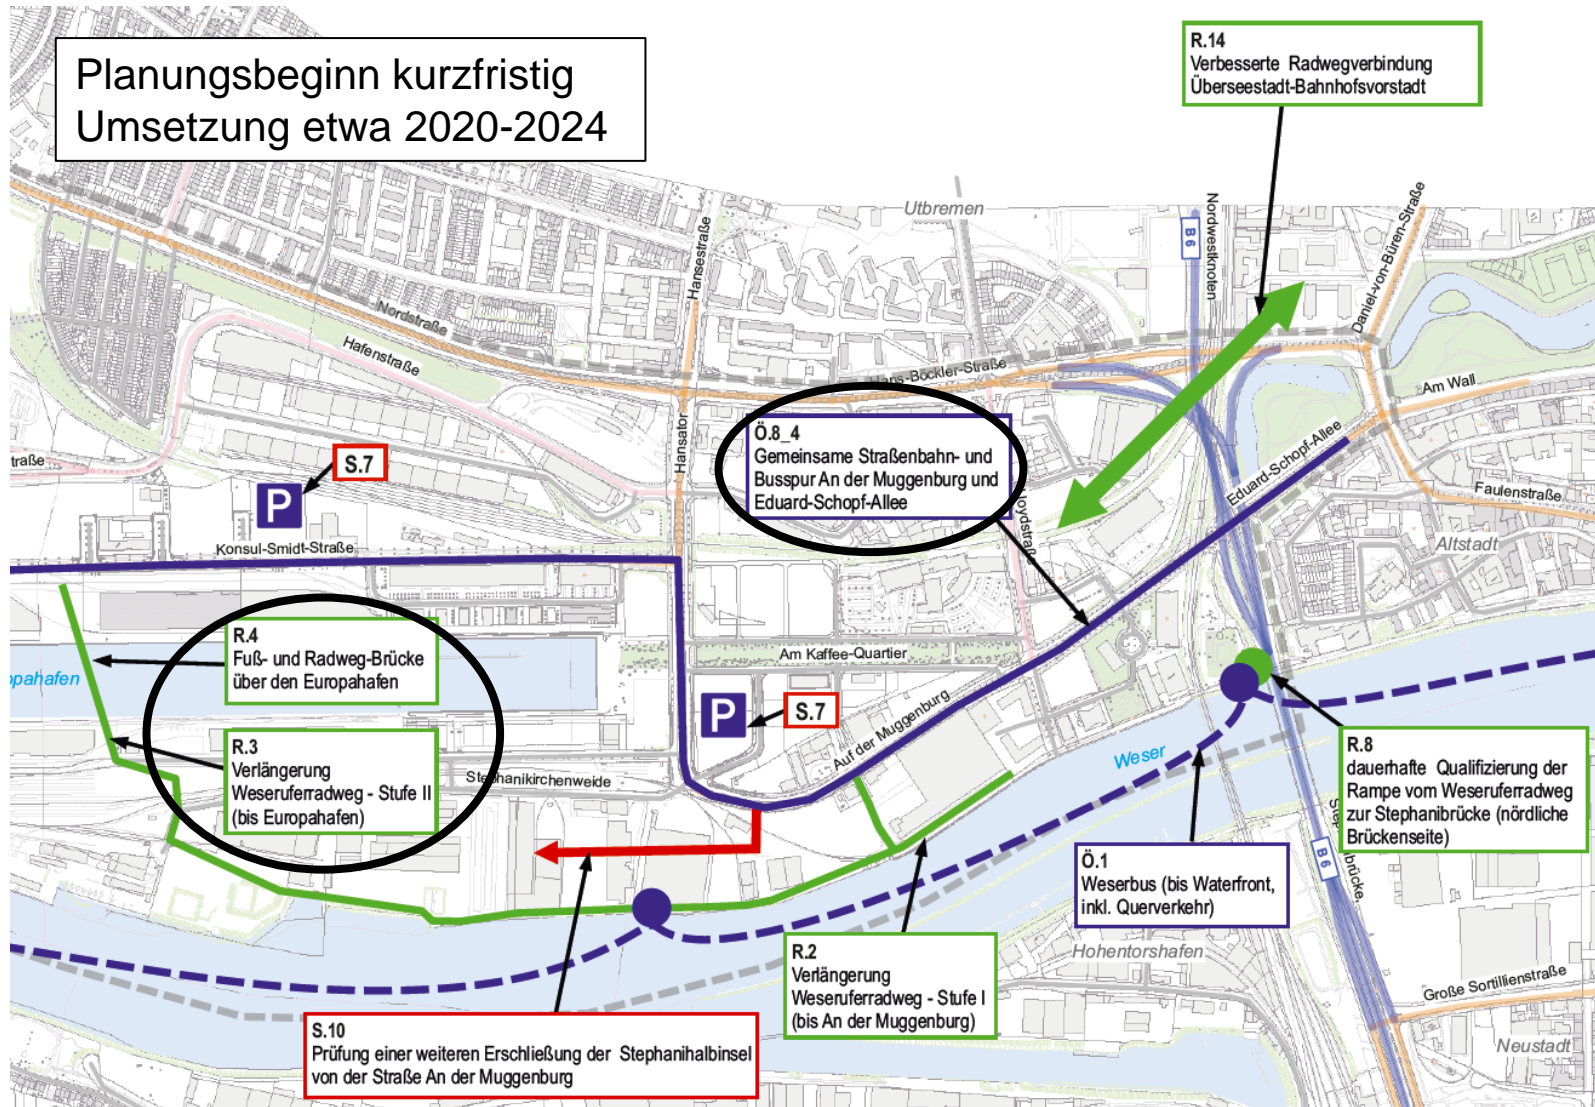 Planungsbeginn kurzfristig
Umsetzung etwa 2020-2024
R.14
Verbesserte Radwegverbindung
Überseestadt-Bahnhofsvorstadt
Utbremen
Hansestraße
Nordwestknoten
B 6
Daniel-von-Büren-Straße
Nordstraße
Hafenstraße
Hans-Böckler-Straße
Am Wall
Hansator
Ö.8_4
Gemeinsame Straßenbahn- und
Busspur An der Muggenburg und
Eduard-Schopf-Allee
Eduard-Schopf-Allee
traße
S.7
P
loydstraße
Faulenstraße
Altstadt
Konsul-Smidt-Straße
R.4
Fuß- und Radweg-Brücke
über den Europahafen
Am Kaffee-Quartier
opahafen
P
S.7
Auf der Muggenburg
R.3
Verlängerung
Weseruferradweg - Stufe II
(bis Europahafen)
Stephanikirchenweide
Weser
R.8
dauerhafte Qualifizierung der
Rampe vom Weseruferradweg
zur Stephanibrücke (nördliche
Brückenseite)
Ö.1
Weserbus (bis Waterfront,
inkl. Querverkehr)
B 6
R.2
Verlängerung
Weseruferradweg - Stufe I
(bis An der Muggenburg)
Hohentorshafen
Große Sortillienstraße
S.10
Prüfung einer weiteren Erschließung der Stephanihalbinsel
von der Straße An der Muggenburg
Neustadt